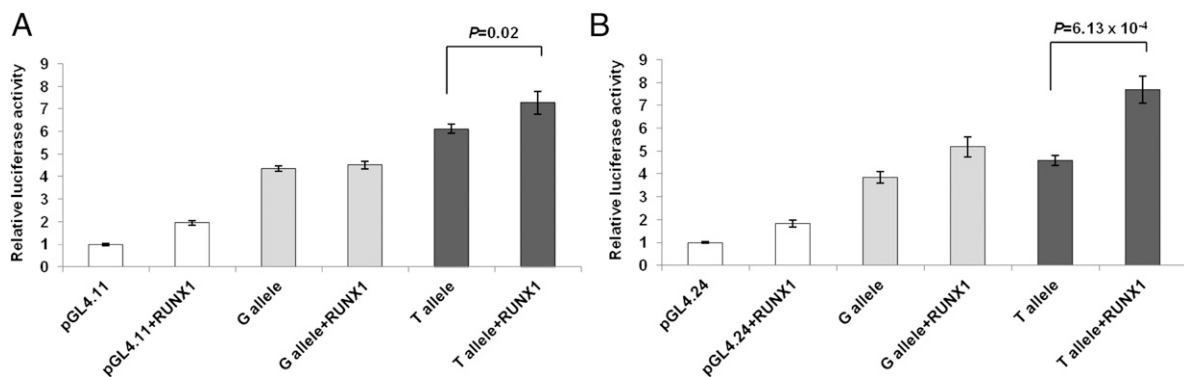 A
P=0.02
Relative luciferase activity
9
8
7
6
5
4
3
2
1
0
pGL4.11
pGL4.11+RUNX1
G allele
G allele+RUNX1
T allele
T allele+RUNX1
B
P=6.13 x 10⁻⁴
Relative luciferase activity
9
8
7
6
5
4
3
2
1
0
pGL4.24
pGL4.24+RUNX1
G allele
G allele+RUNX1
T allele
T allele+RUNX1